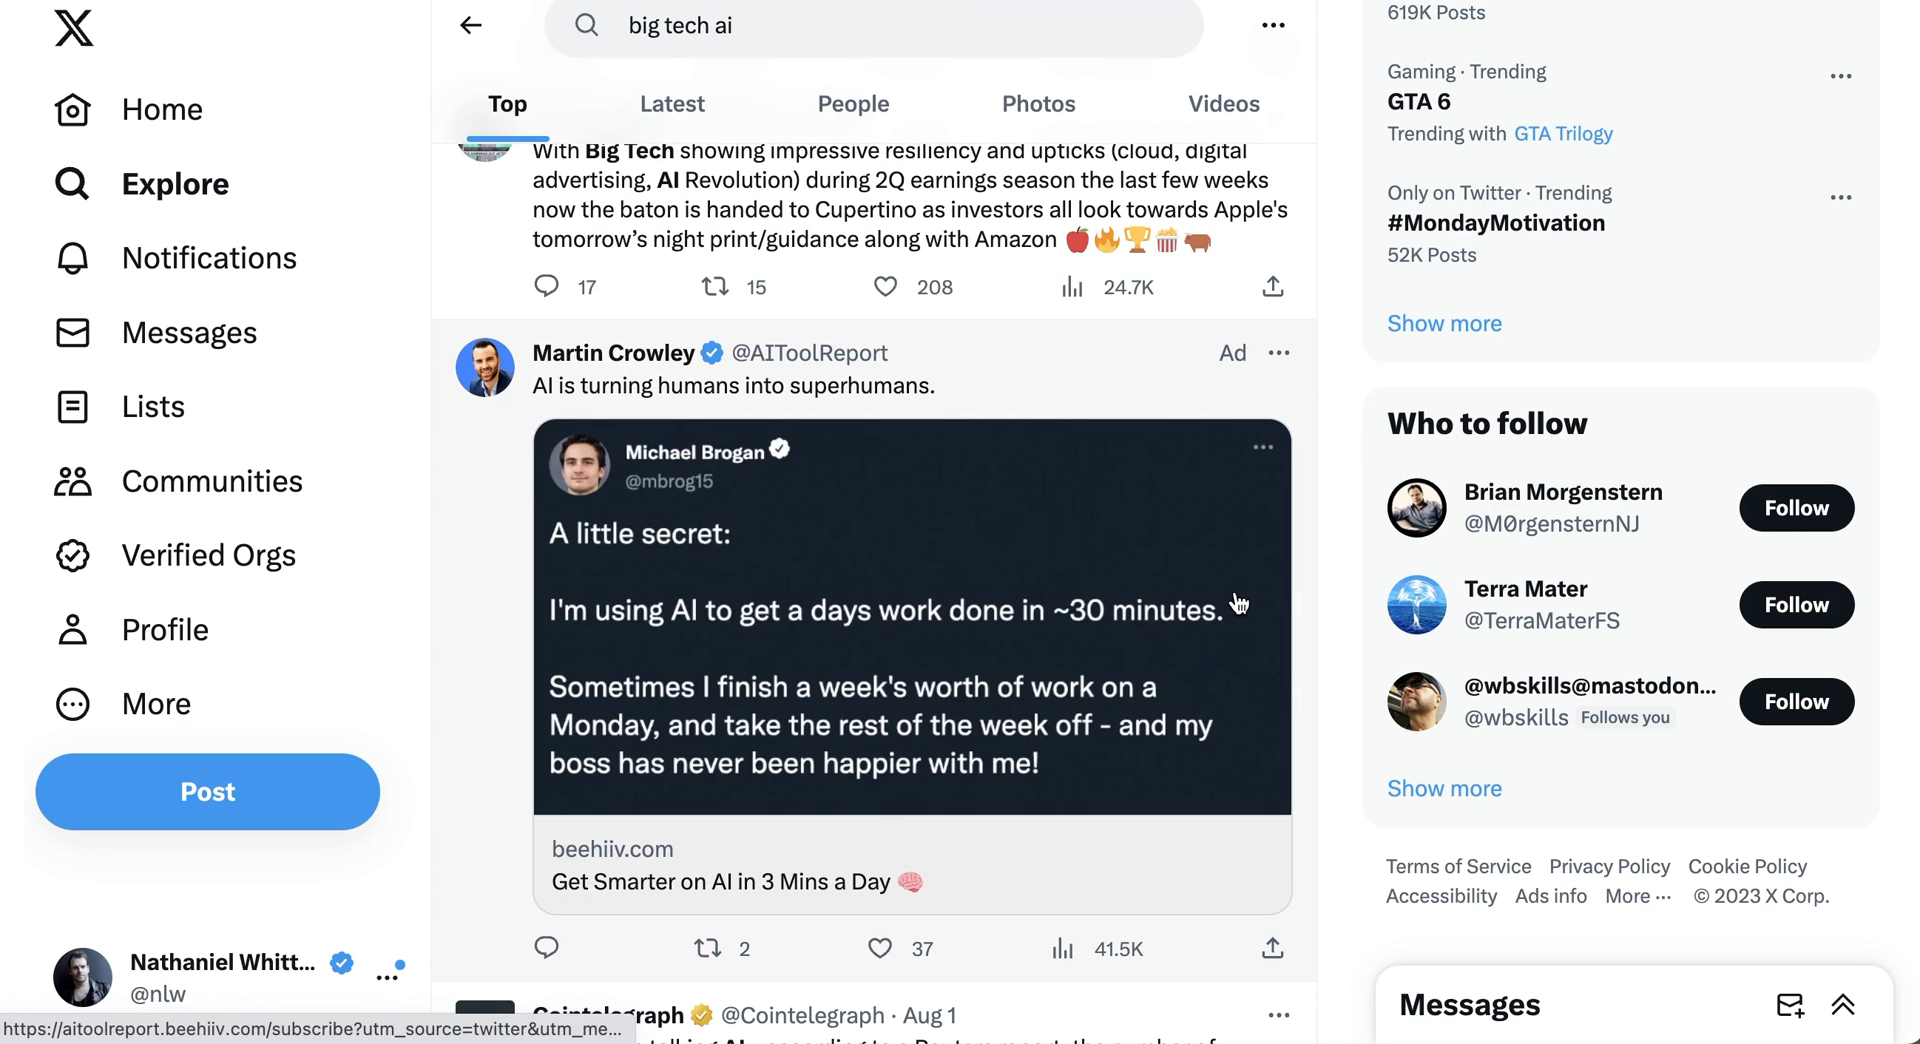 big tech ai
Top Latest People Photos Videos
Home
Explore
Notifications
Messages
Lists
Communities
Verified Orgs
Profile
More
Post
Nathaniel Whitt...
@nlw
https://aitoolreport.beehiiv.com/subscribe?utm_source=twitter&utm_me...
With Big Tech showing impressive resiliency and upticks (cloud, digital
advertising, AI Revolution) during 2Q earnings season the last few weeks
now the baton is handed to Cupertino as investors all look towards Apple's
tomorrow’s night print/guidance along with Amazon 🍎🔥🏆🍿🐂
17 15 208 24.7K
Martin Crowley @AIToolReport Ad
AI is turning humans into superhumans.
Michael Brogan
@mbrog15
A little secret:
I'm using AI to get a days work done in ~30 minutes.
Sometimes I finish a week's worth of work on a
Monday, and take the rest of the week off - and my
boss has never been happier with me!
beehiiv.com
Get Smarter on AI in 3 Mins a Day 🧠
2 37 41.5K
Cointelegraph @Cointelegraph · Aug 1
619K Posts
Gaming · Trending
GTA 6
Trending with GTA Trilogy
Only on Twitter · Trending
#MondayMotivation
52K Posts
Show more
Who to follow
Brian Morgenstern
@M0rgensternNJ
Follow
Terra Mater
@TerraMaterFS
Follow
@wbskills@mastodon...
@wbskills Follows you
Follow
Show more
Terms of Service Privacy Policy Cookie Policy
Accessibility Ads info More ··· © 2023 X Corp.
Messages